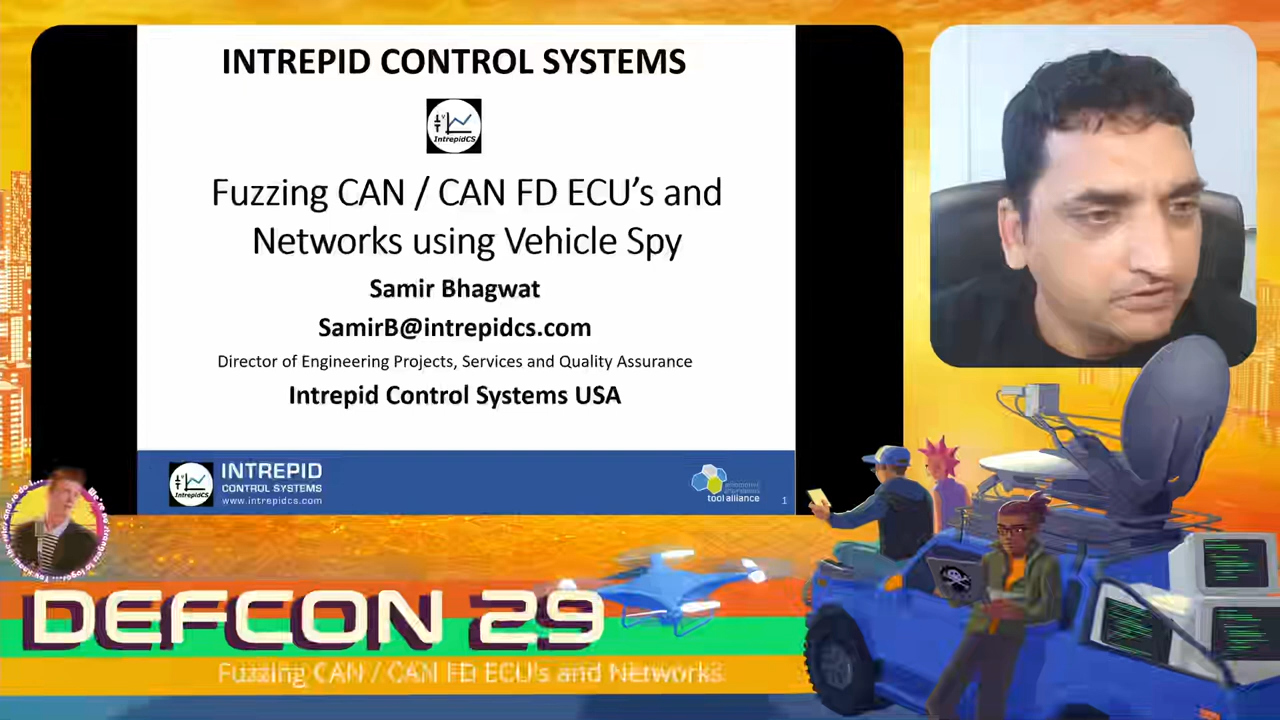 INTREPID CONTROL SYSTEMS
IntrepidCS
Fuzzing CAN / CAN FD ECU's and
Networks using Vehicle Spy
Samir Bhagwat
SamirB@intrepidcs.com
Director of Engineering Projects, Services and Quality Assurance
Intrepid Control Systems USA
IntrepidCS
INTREPID
CONTROL SYSTEMS
www.intrepidcs.com
tool alliance
1
DEFCON 29
Fuzzing CAN / CAN FD ECU's and Networks